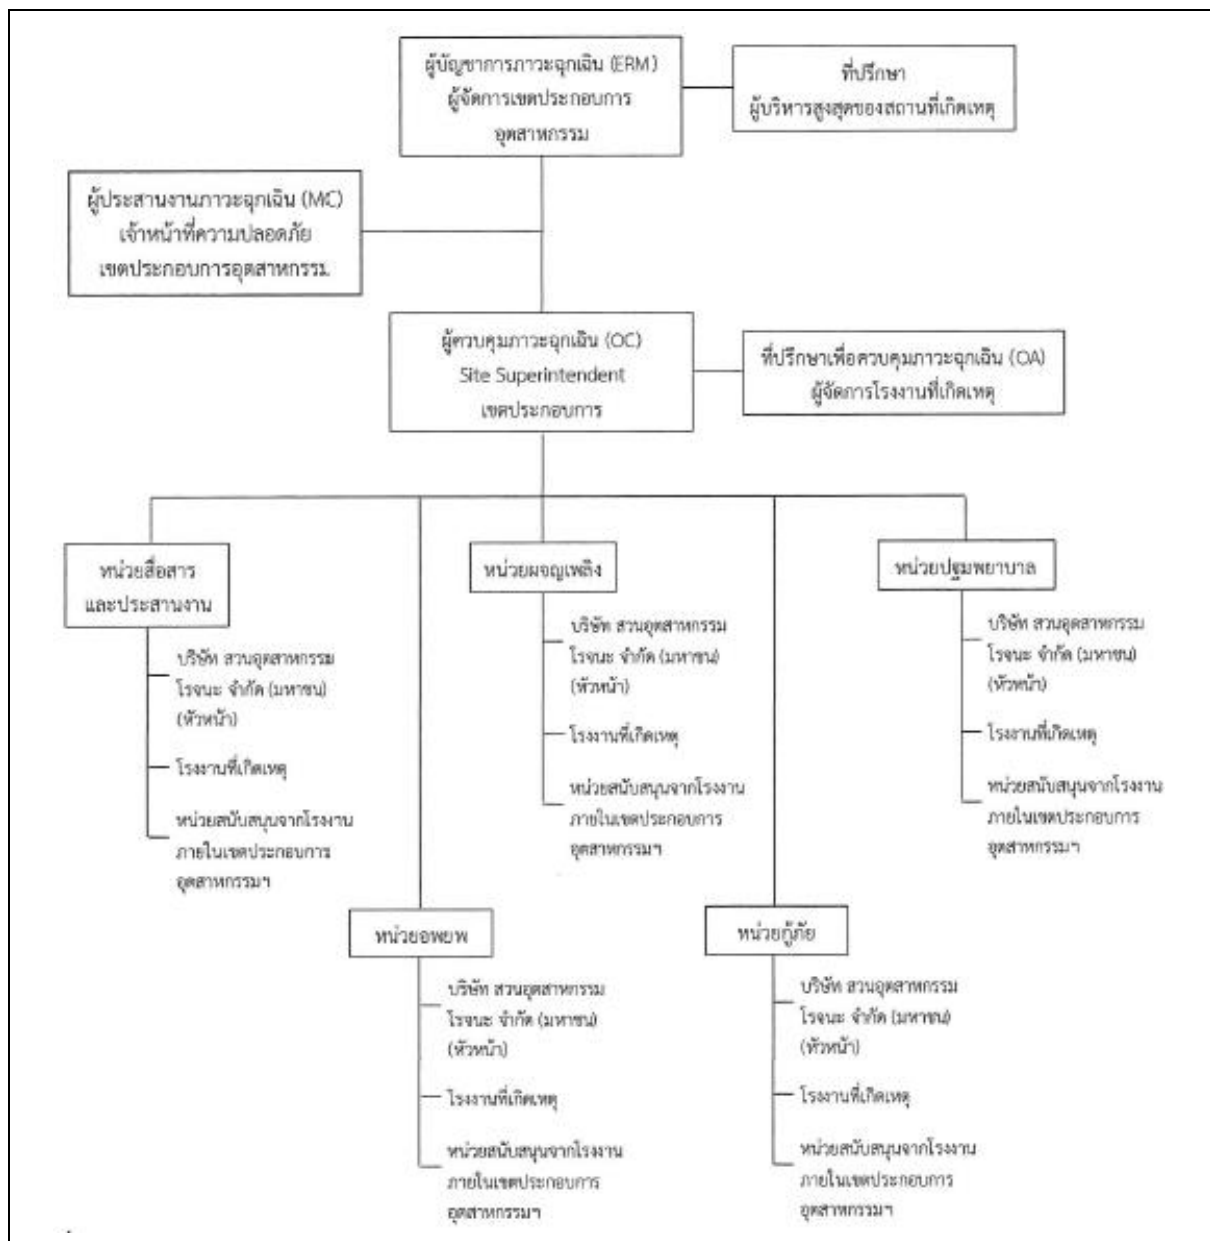 ผู้บัญชาการภาวะฉุกเฉิน (ERM)
ผู้จัดการเขตประกอบการ
อุตสาหกรรม
ที่ปรึกษา
ผู้บริหารสูงสุดของสถานที่เกิดเหตุ
ผู้ประสานงานภาวะฉุกเฉิน (MC)
เจ้าหน้าที่ความปลอดภัย
เขตประกอบการอุตสาหกรรม
ผู้ควบคุมภาวะฉุกเฉิน (OC)
Site Superintendent
เขตประกอบการ
ที่ปรึกษาเพื่อควบคุมภาวะฉุกเฉิน (OA)
ผู้จัดการโรงงานที่เกิดเหตุ
หน่วยสื่อสาร
และประสานงาน
บริษัท สวนอุตสาหกรรม
โรจนะ จำกัด (มหาชน)
(หัวหน้า)
โรงงานที่เกิดเหตุ
หน่วยสนับสนุนจากโรงงาน
ภายในเขตประกอบการ
อุตสาหกรรมฯ
หน่วยผจญเพลิง
บริษัท สวนอุตสาหกรรม
โรจนะ จำกัด (มหาชน)
(หัวหน้า)
โรงงานที่เกิดเหตุ
หน่วยสนับสนุนจากโรงงาน
ภายในเขตประกอบการ
อุตสาหกรรมฯ
หน่วยปฐมพยาบาล
บริษัท สวนอุตสาหกรรม
โรจนะ จำกัด (มหาชน)
(หัวหน้า)
โรงงานที่เกิดเหตุ
หน่วยสนับสนุนจากโรงงาน
ภายในเขตประกอบการ
อุตสาหกรรมฯ
หน่วยอพยพ
บริษัท สวนอุตสาหกรรม
โรจนะ จำกัด (มหาชน)
(หัวหน้า)
โรงงานที่เกิดเหตุ
หน่วยสนับสนุนจากโรงงาน
ภายในเขตประกอบการ
อุตสาหกรรมฯ
หน่วยกู้ภัย
บริษัท สวนอุตสาหกรรม
โรจนะ จำกัด (มหาชน)
(หัวหน้า)
โรงงานที่เกิดเหตุ
หน่วยสนับสนุนจากโรงงาน
ภายในเขตประกอบการ
อุตสาหกรรมฯ